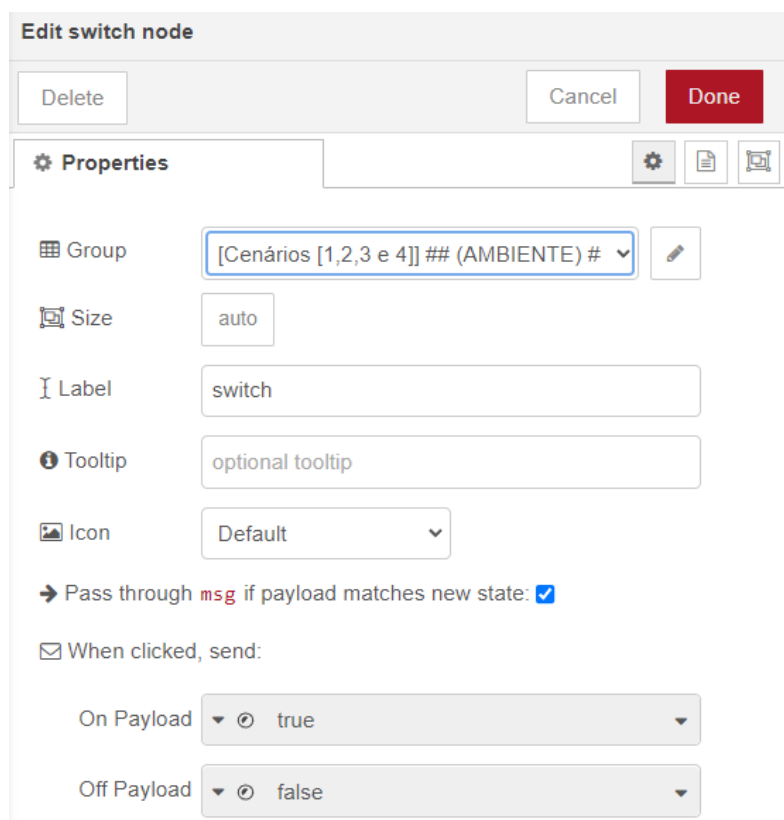 Edit switch node
Delete Cancel Done
Properties
Group [Cenários [1,2,3 e 4]] ## (AMBIENTE) #
Size auto
Label switch
Tooltip optional tooltip
Icon Default
Pass through msg if payload matches new state:
When clicked, send:
On Payload true
Off Payload false